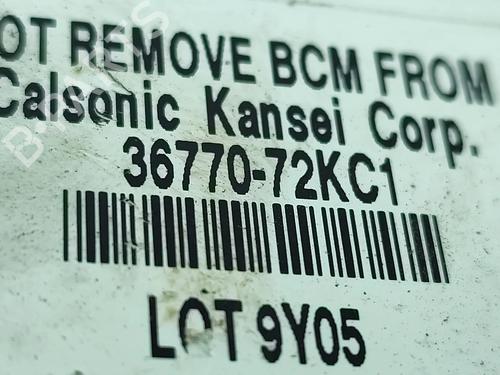 OT REMOVE BCM FROM
Calsonic Kansei Corp.
36770-72KC1
LOT 9Y05